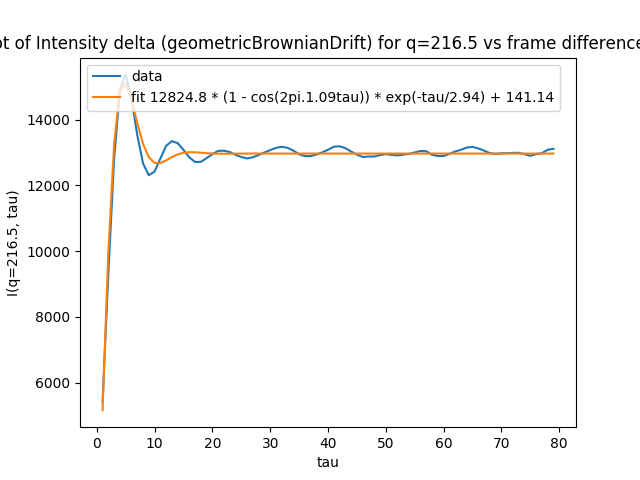 ot of Intensity delta (geometricBrownianDrift) for q=216.5 vs frame difference
data
fit 12824.8 * (1 - cos(2pi.1.09tau)) * exp(-tau/2.94) + 141.14
14000
12000
10000
8000
6000
I(q=216.5, tau)
0 10 20 30 40 50 60 70 80
tau